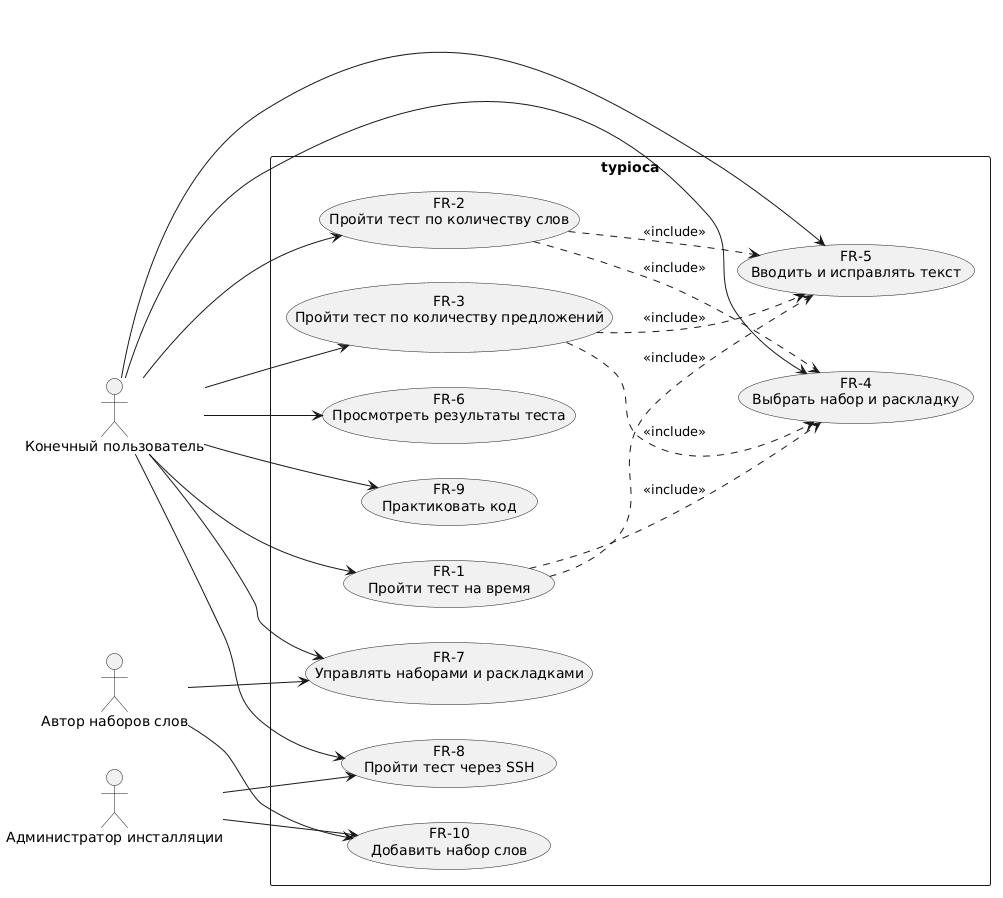 typioca
FR-2
Пройти тест по количеству слов
«include»
FR-5
Вводить и исправлять текст
«include»
FR-3
Пройти тест по количеству предложений
«include»
«include»
FR-4
Выбрать набор и раскладку
FR-6
Просмотреть результаты теста
«include»
Конечный пользователь
FR-9
Практиковать код
«include»
FR-1
Пройти тест на время
FR-7
Управлять наборами и раскладками
Автор наборов слов
FR-8
Пройти тест через SSH
Администратор инсталляции
FR-10
Добавить набор слов